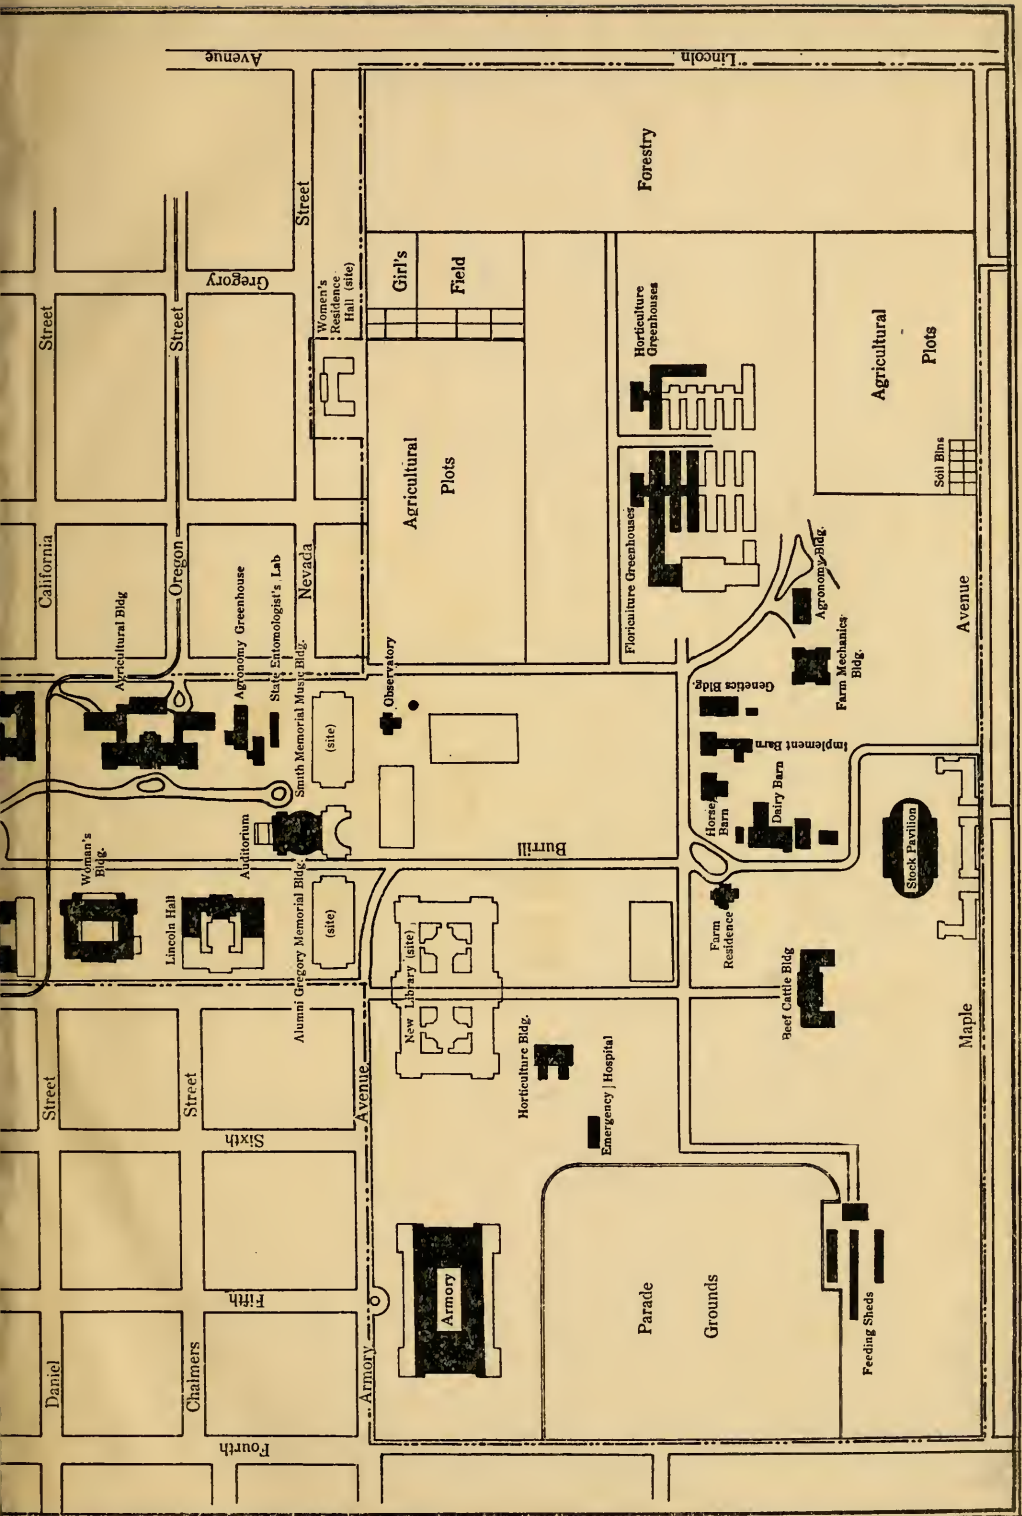 Avenue
Lincoln
Forestry
Street
Gregory
Women's
Residence
Hall (site)
Girl's
Field
Street
Street
Horticulture
Greenhouses
Agricultural
Plots
Agricultural
Plots
Soil Bins
California
Oregon
Nevada
Agricultural Bldg
Agronomy Greenhouse
State Entomologist's Lab
Smith Memorial Music Bldg.
(site)
Observatory
Floriculture Greenhouses
Agronomy Bldg.
Farm Mechanics
Bldg.
Genetics Bldg.
Implement Barn
Horse
Barn
Dairy Barn
Avenue
Woman's
Bldg.
Auditorium
Burrill
Stock Pavilion
Lincoln Hall
Alumni Gregory Memorial Bldg.
(site)
New Library (site)
Farm
Residence
Beef Cattle Bldg
Maple
Street
Street
Avenue
Horticulture Bldg.
Emergency Hospital
Sixth
Armory
Fifth
Parade
Grounds
Feeding Sheds
Daniel
Chalmers
Armory
Fourth